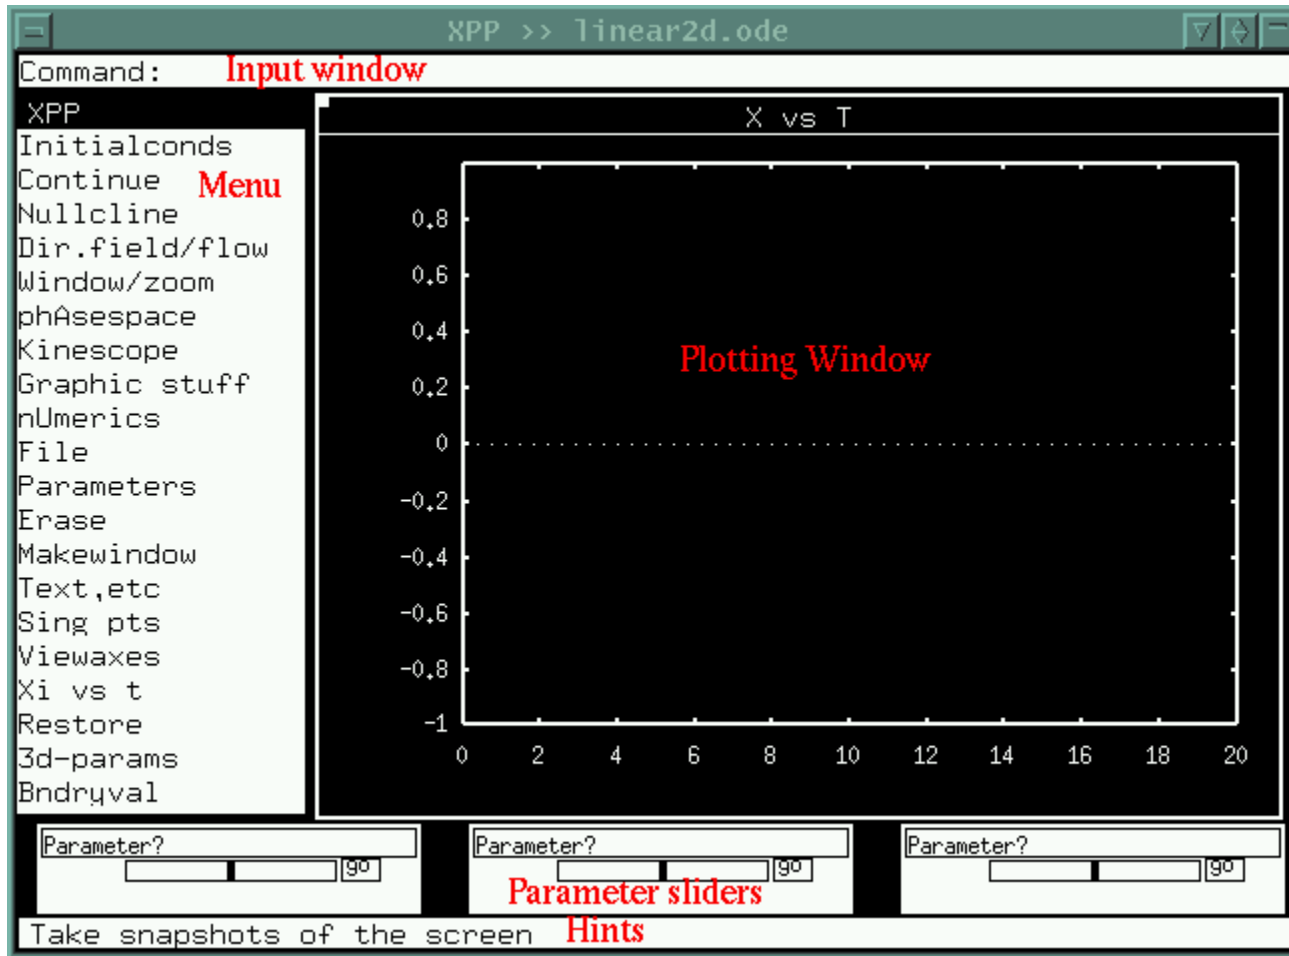 XPP >> linear2d.ode
Command: Input window
XPP
Initialconds
Continue
Menu
Nullcline
Dir.field/flow
Window/zoom
phAsespace
Kinescope
Graphic stuff
nUmerics
File
Parameters
Erase
Makewindow
Text,etc
Sing pts
Viewaxes
Xi vs t
Restore
3d-params
Bndryval
X vs T
0.8
0.6
0.4
Plotting Window
0.2
0
-0.2
-0.4
-0.6
-0.8
-1
0 2 4 6 8 10 12 14 16 18 20
Parameter? Parameter? Parameter?
go go go
Parameter sliders
Take snapshots of the screen Hints